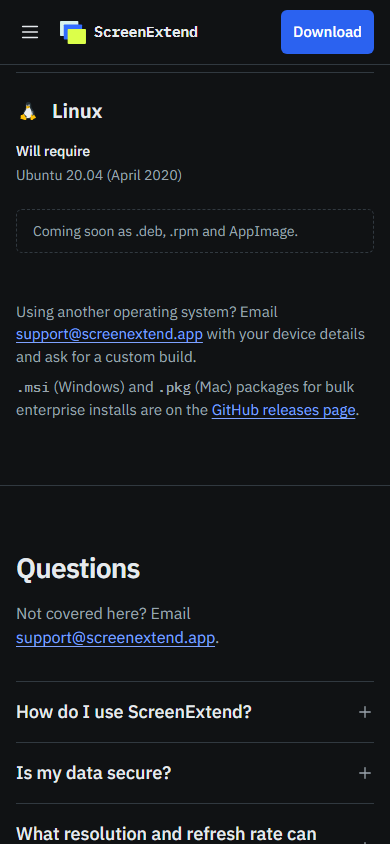 ScreenExtend
Download
Linux
Will require
Ubuntu 20.04 (April 2020)
Coming soon as .deb, .rpm and AppImage.
Using another operating system? Email
support@screenextend.app with your device details
and ask for a custom build.
.msi (Windows) and .pkg (Mac) packages for bulk
enterprise installs are on the GitHub releases page.
Questions
Not covered here? Email
support@screenextend.app.
How do I use ScreenExtend?
Is my data secure?
What resolution and refresh rate can